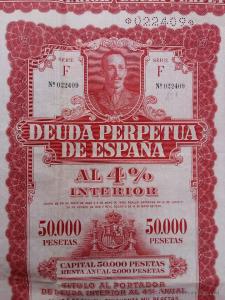 *022409*
SERIE
F
Nº 022409
SERIE
F
Nº 022409
DEUDA PERPETUA
DE ESPAÑA
AL 4%
INTERIOR
50.000
PESETAS
50.000
PESETAS
CAPITAL 50.000 PESETAS
RENTA ANUAL 2.000 PESETAS
TITULO AL PORTADOR
DE DEUDA INTERIOR AL 4% ANUAL
MIL PESETAS